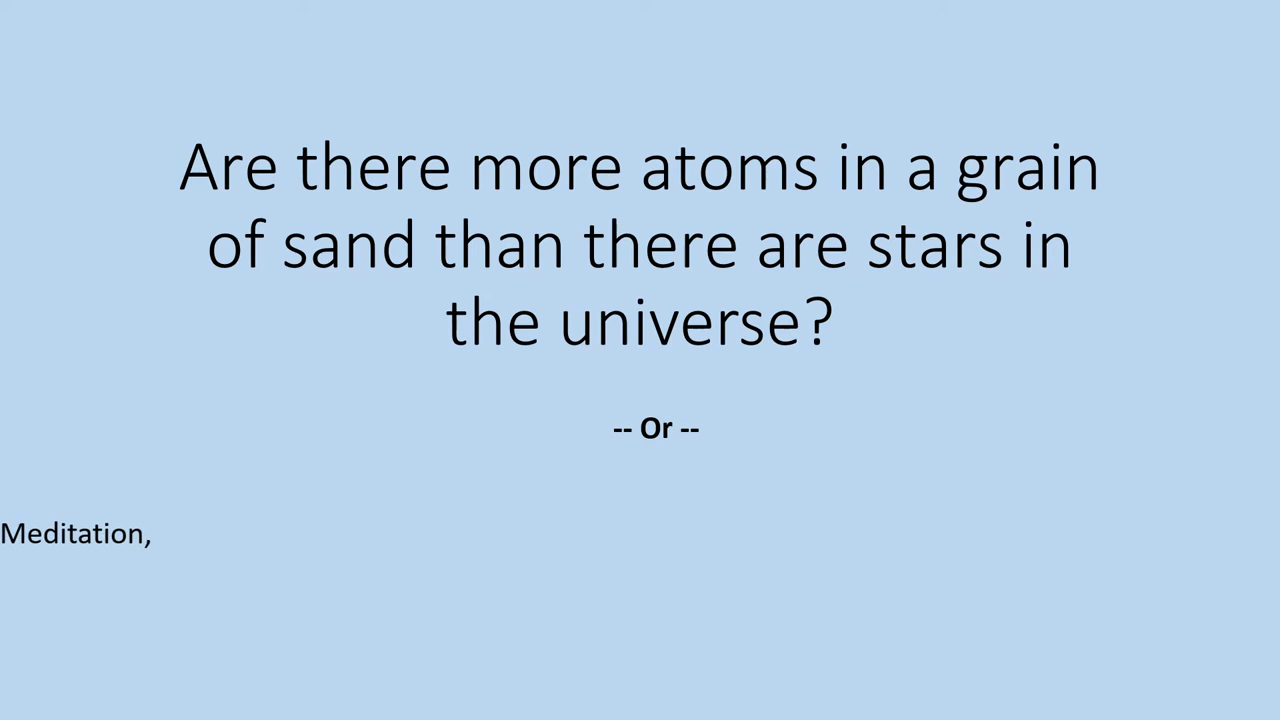 Are there more atoms in a grain
of sand than there are stars in
the universe?
-- Or --
Meditation,